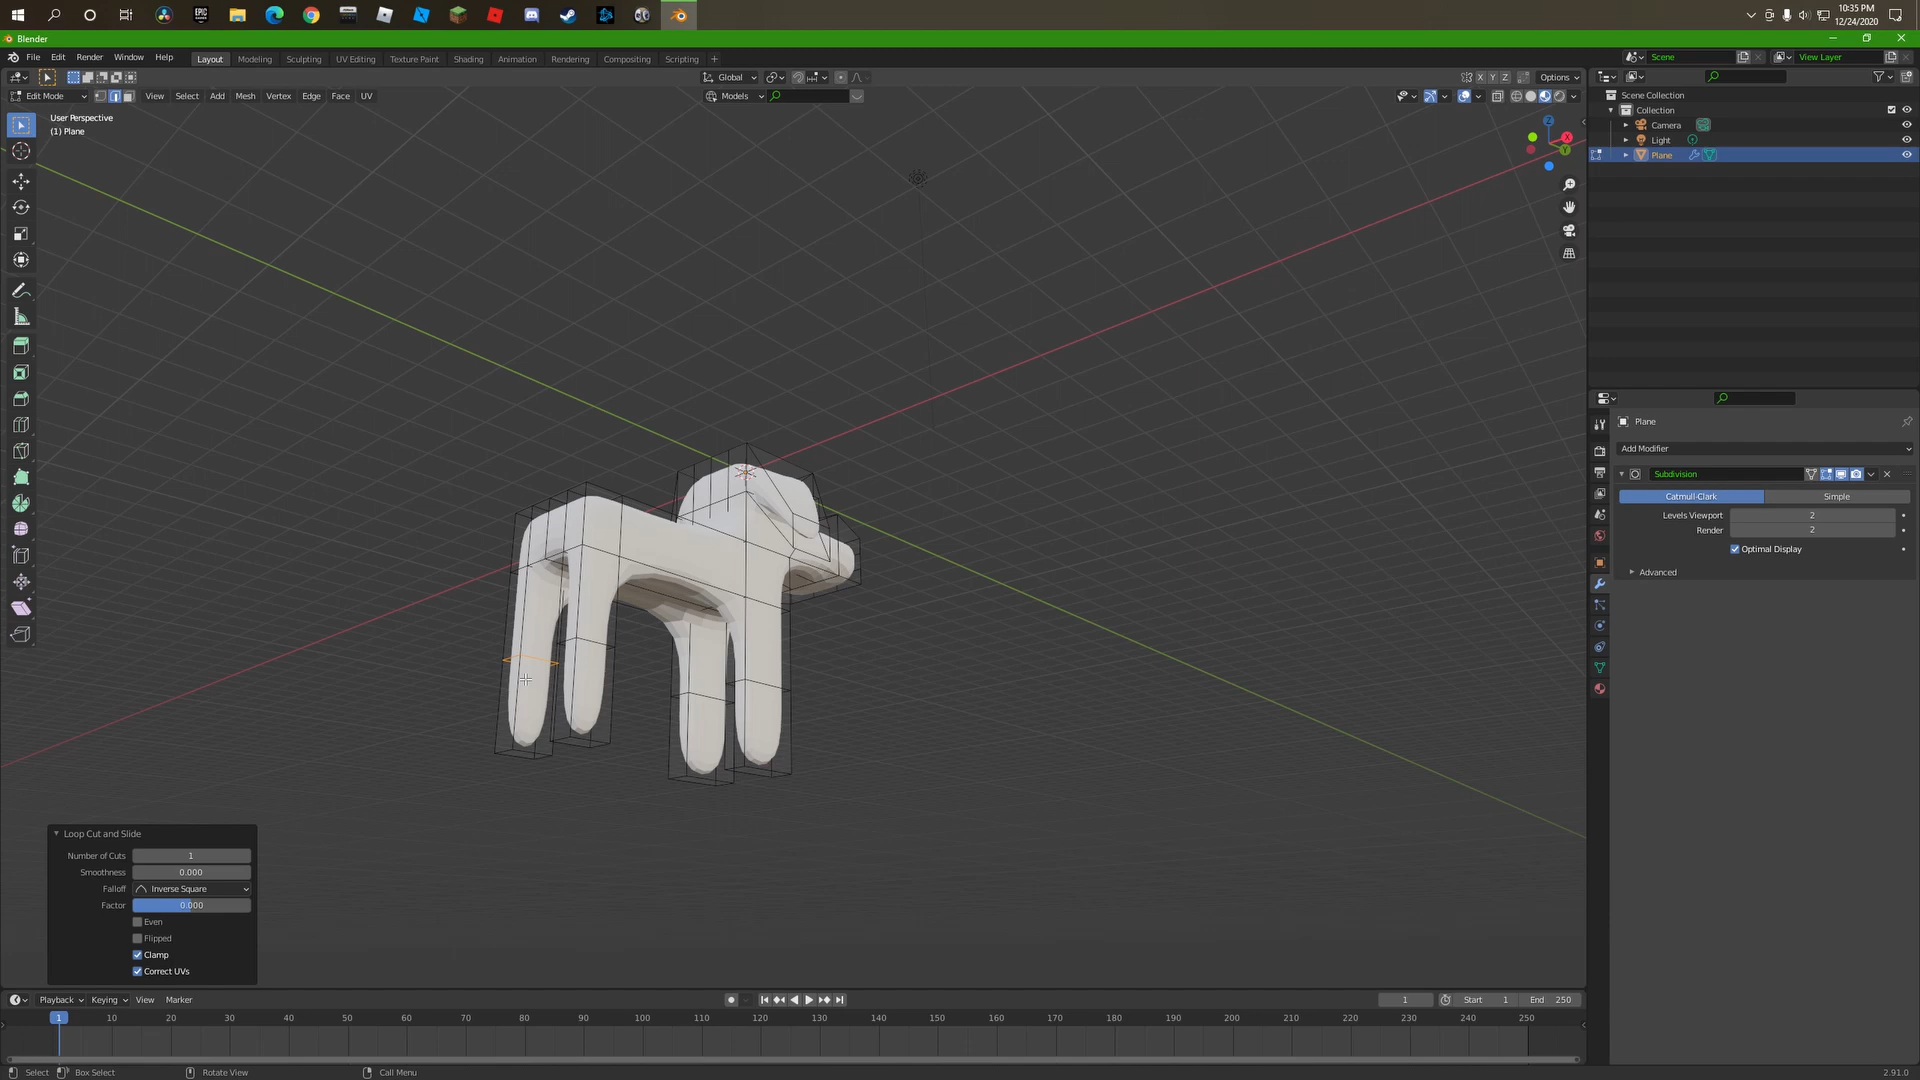 10:35 PM
12/24/2020
Blender
File Edit Render Window Help Layout Modeling Sculpting UV Editing Texture Paint Shading Animation Rendering Compositing Scripting + Scene View Layer
Global X Y Z Options
Edit Mode View Select Add Mesh Vertex Edge Face UV Models
User Perspective
(1) Plane
Z
X
Y
Scene Collection
Collection
Camera
Light
Plane
Plane
Add Modifier
Subdivision
Catmull-Clark Simple
Levels Viewport 2
Render 2
Optimal Display
Advanced
Loop Cut and Slide
Number of Cuts 1
Smoothness 0.000
Falloff Inverse Square
Factor 0.000
Even
Flipped
Clamp
Correct UVs
Playback Keying View Marker 1 Start 1 End 250
1 10 20 30 40 50 60 70 80 90 100 110 120 130 140 150 160 170 180 190 200 210 220 230 240 250
Select Box Select Rotate View Call Menu 2.91.0